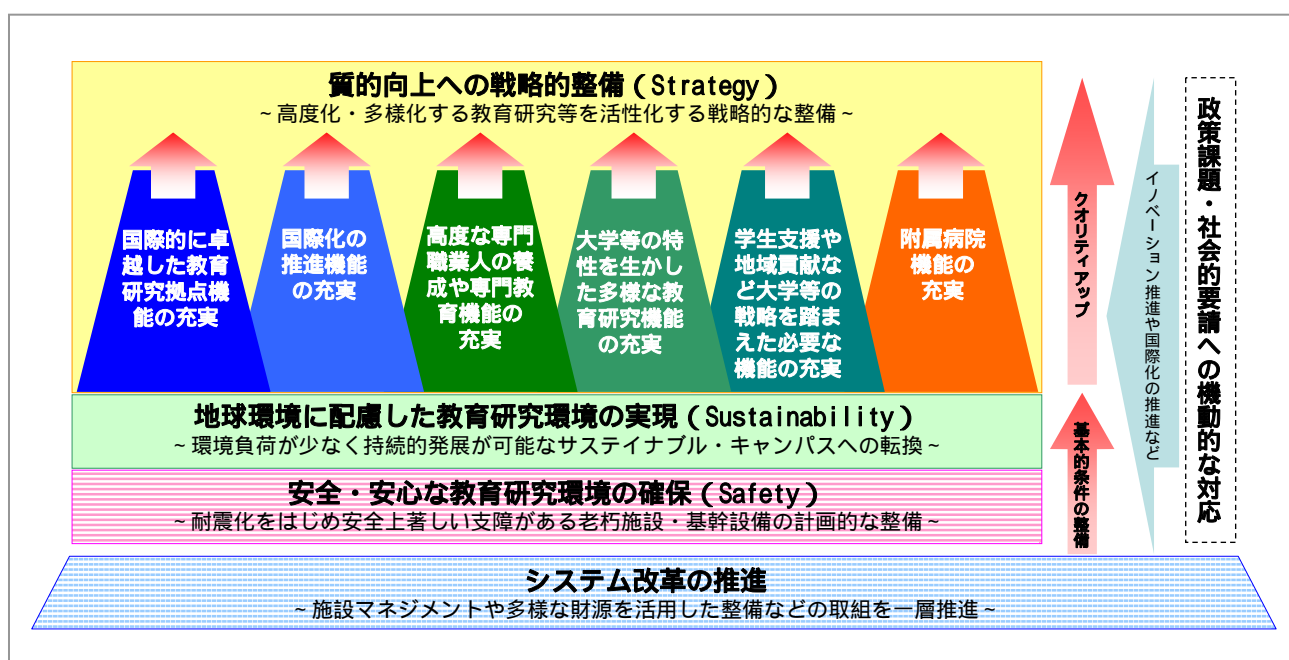 質的向上への戦略的整備（Strategy）
~ 高度化・多様化する教育研究等を活性化する戦略的な整備 ~
国際的に卓
越した教育
研究拠点機
能の充実
国際化の
推進機能
の充実
高度な専門
職業人の養
成や専門教
育機能の
充実
大学等の特
性を生かし
た多様な教
育研究機能
の充実
学生支援や
地域貢献な
ど大学等の
戦略を踏ま
えた必要な
機能の充実
附属病院
機能の
充実
地球環境に配慮した教育研究環境の実現（Sustainability）
~ 環境負荷が少なく持続的発展が可能なサステイナブル・キャンパスへの転換 ~
安全・安心な教育研究環境の確保（Safety）
~ 耐震化をはじめ安全上著しい支障がある老朽施設・基幹設備の計画的な整備 ~
システム改革の推進
~ 施設マネジメントや多様な財源を活用した整備などの取組を一層推進 ~
クオリティアップ
基本的条件の整備
イノベーション推進や国際化の推進など
政策課題・社会的要請への機動的な対応